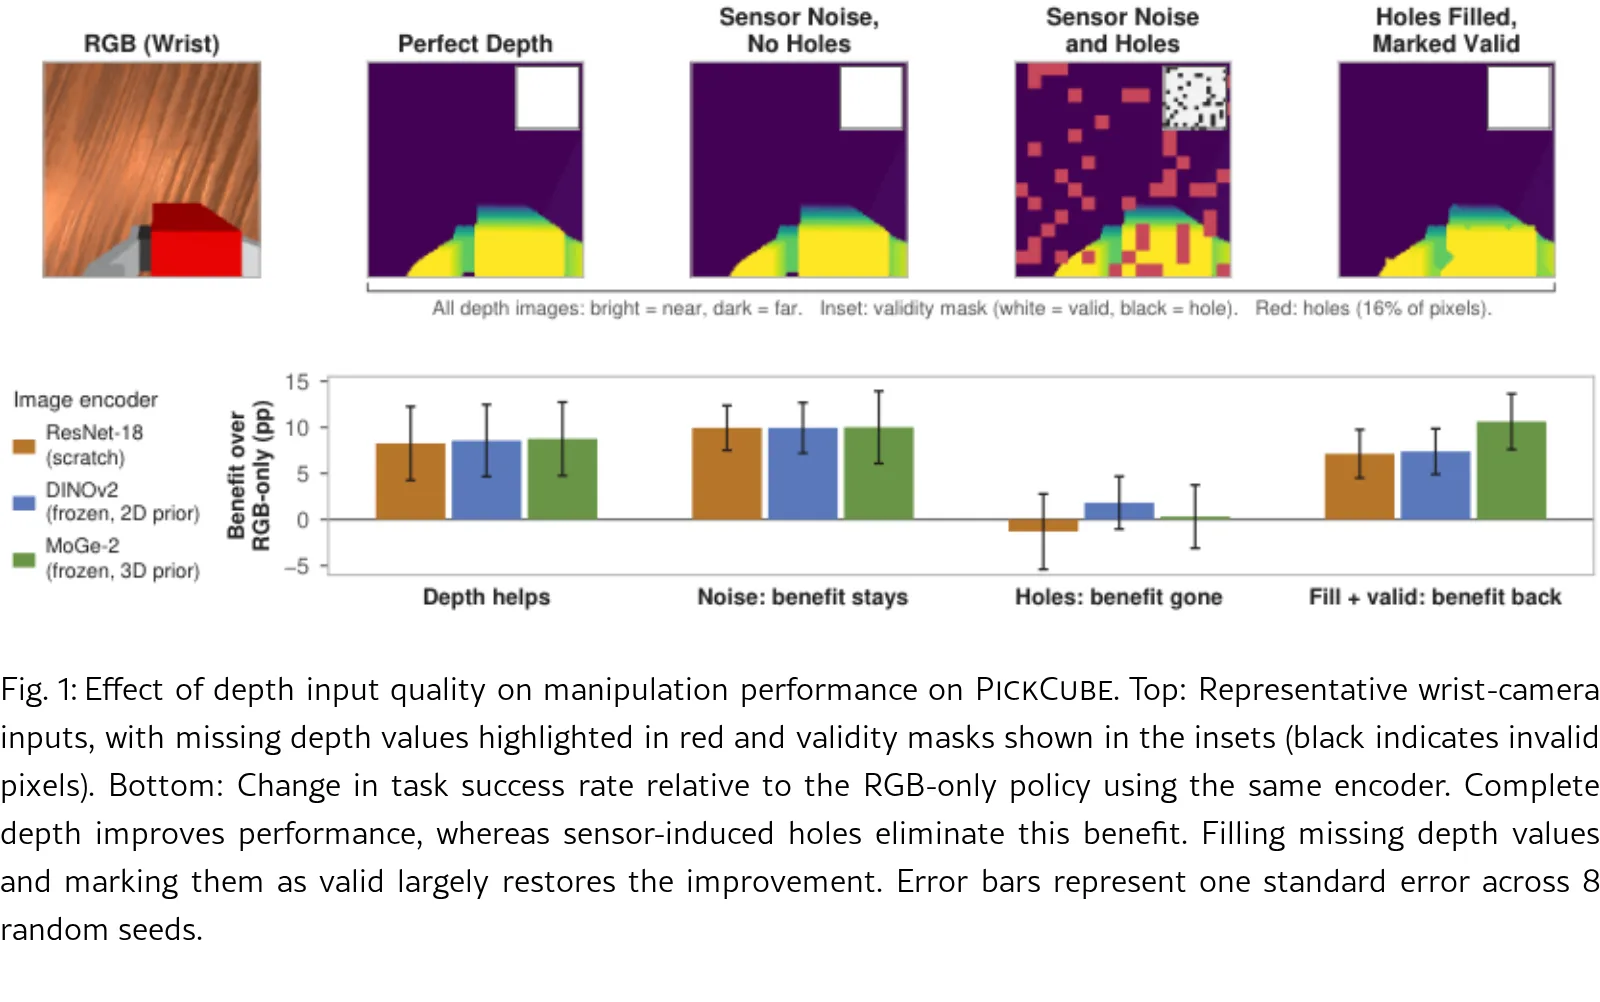 RGB (Wrist)
Perfect Depth
Sensor Noise,
No Holes
Sensor Noise
and Holes
Holes Filled,
Marked Valid
All depth images: bright = near, dark = far.   Inset: validity mask (white = valid, black = hole).   Red: holes (16% of pixels).
Image encoder
ResNet-18
(scratch)
DINOv2
(frozen, 2D prior)
MoGe-2
(frozen, 3D prior)
Benefit over
RGB-only (pp)
15
10
5
0
−5
Depth helps
Noise: benefit stays
Holes: benefit gone
Fill + valid: benefit back
Fig. 1: Effect of depth input quality on manipulation performance on PICKCUBE. Top: Representative wrist-camera
inputs, with missing depth values highlighted in red and validity masks shown in the insets (black indicates invalid
pixels). Bottom: Change in task success rate relative to the RGB-only policy using the same encoder. Complete
depth improves performance, whereas sensor-induced holes eliminate this benefit. Filling missing depth values
and marking them as valid largely restores the improvement. Error bars represent one standard error across 8
random seeds.